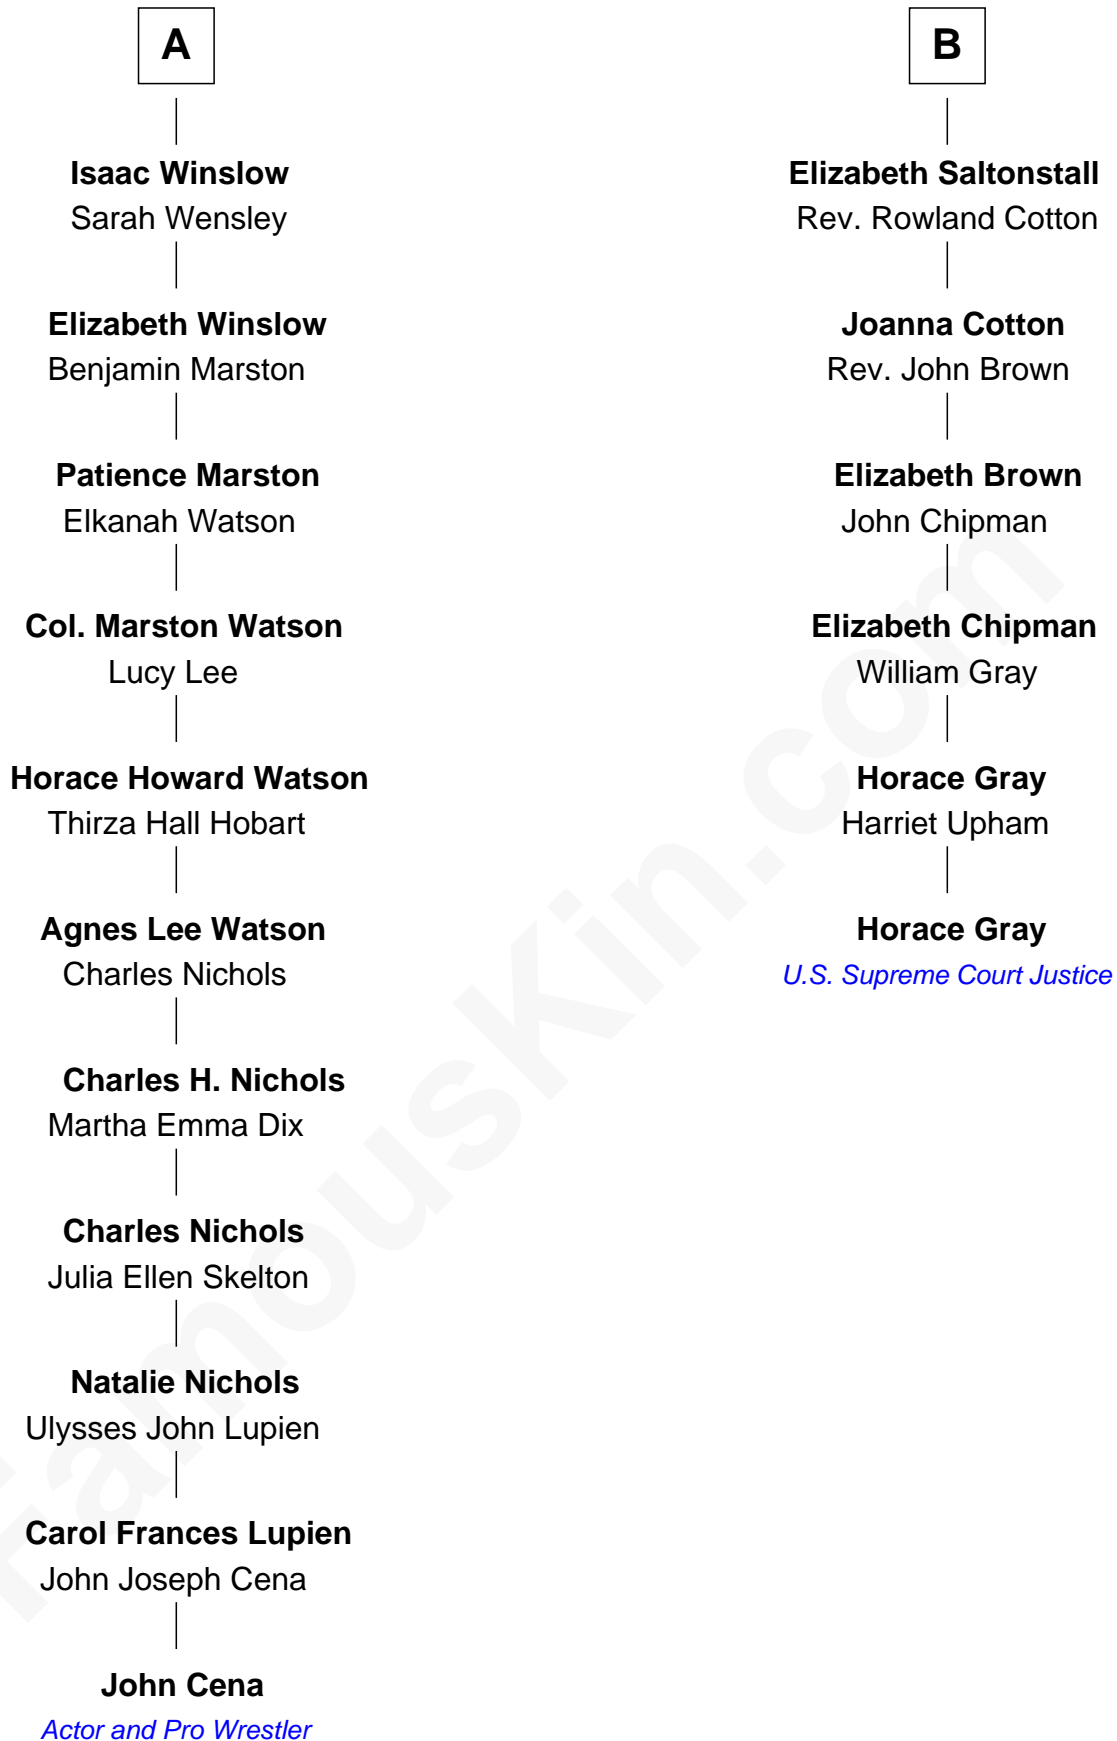 A
Isaac Winslow
Sarah Wensley
Elizabeth Winslow
Benjamin Marston
Patience Marston
Elkanah Watson
Col. Marston Watson
Lucy Lee
Horace Howard Watson
Thirza Hall Hobart
Agnes Lee Watson
Charles Nichols
Charles H. Nichols
Martha Emma Dix
Charles Nichols
Julia Ellen Skelton
Natalie Nichols
Ulysses John Lupien
Carol Frances Lupien
John Joseph Cena
John Cena
Actor and Pro Wrestler
B
Elizabeth Saltonstall
Rev. Rowland Cotton
Joanna Cotton
Rev. John Brown
Elizabeth Brown
John Chipman
Elizabeth Chipman
William Gray
Horace Gray
Harriet Upham
Horace Gray
U.S. Supreme Court Justice
FamousKin.com